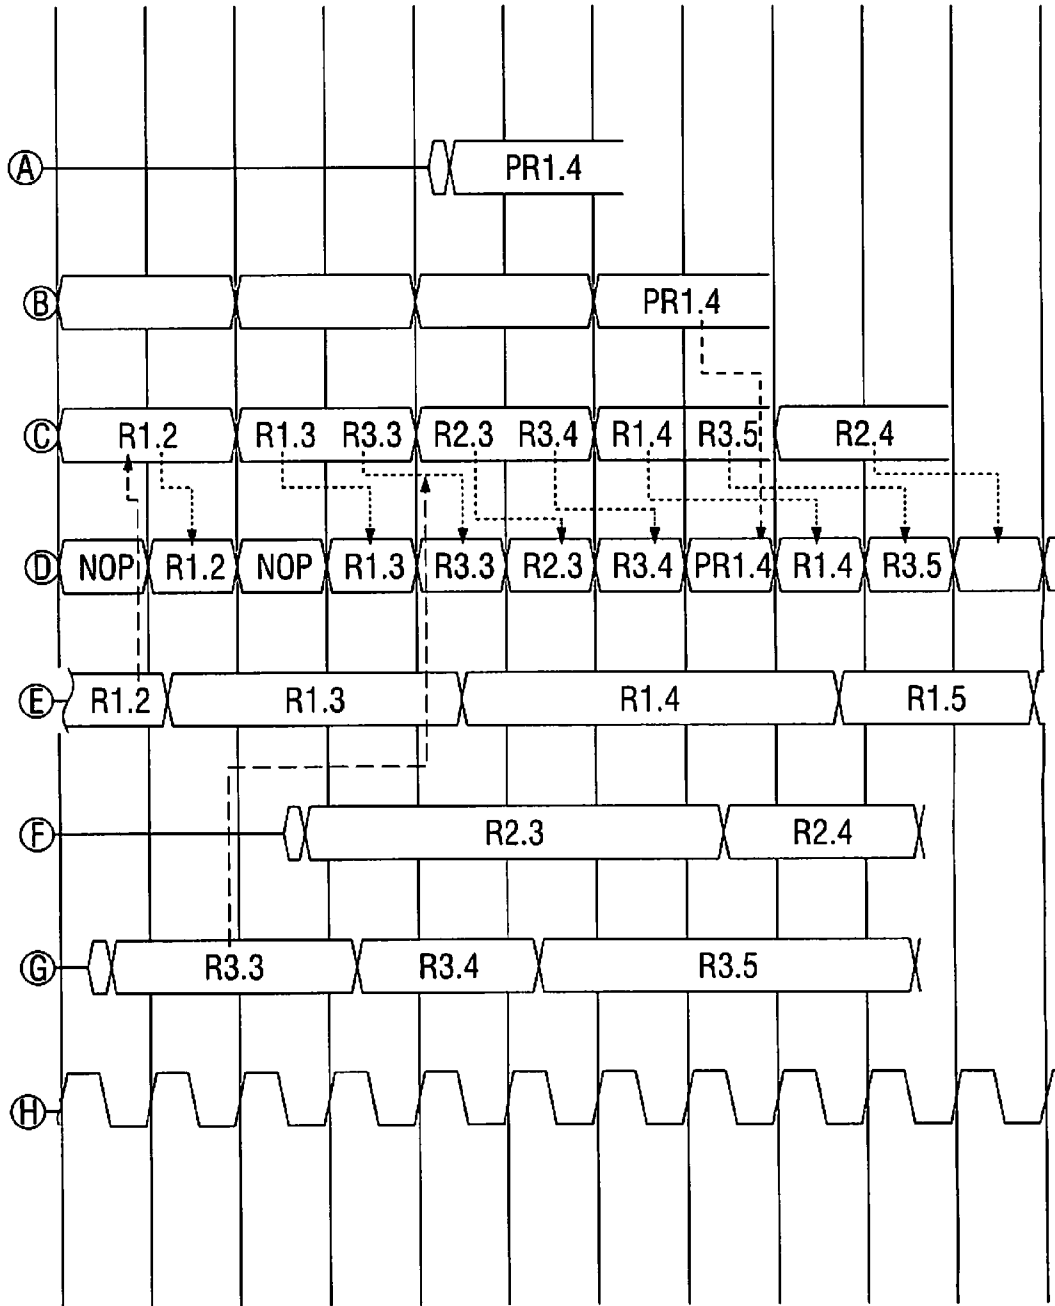 A PR1.4
B PR1.4
C R1.2 R1.3 R3.3 R2.3 R3.4 R1.4 R3.5 R2.4
D NOP R1.2 NOP R1.3 R3.3 R2.3 R3.4 PR1.4 R1.4 R3.5
E R1.2 R1.3 R1.4 R1.5
F R2.3 R2.4
G R3.3 R3.4 R3.5
H